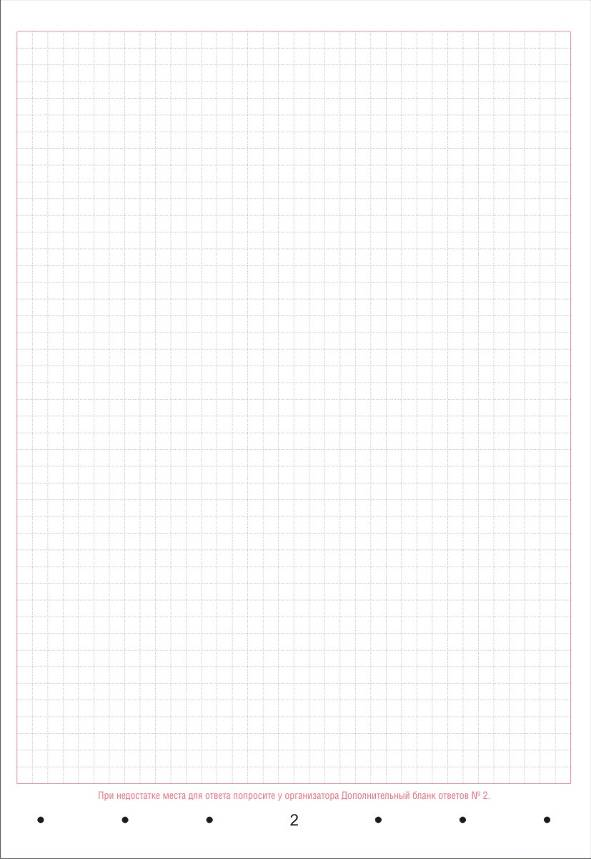 При недостатке места для ответа попросите у организатора Дополнительный бланк ответов № 2.
2